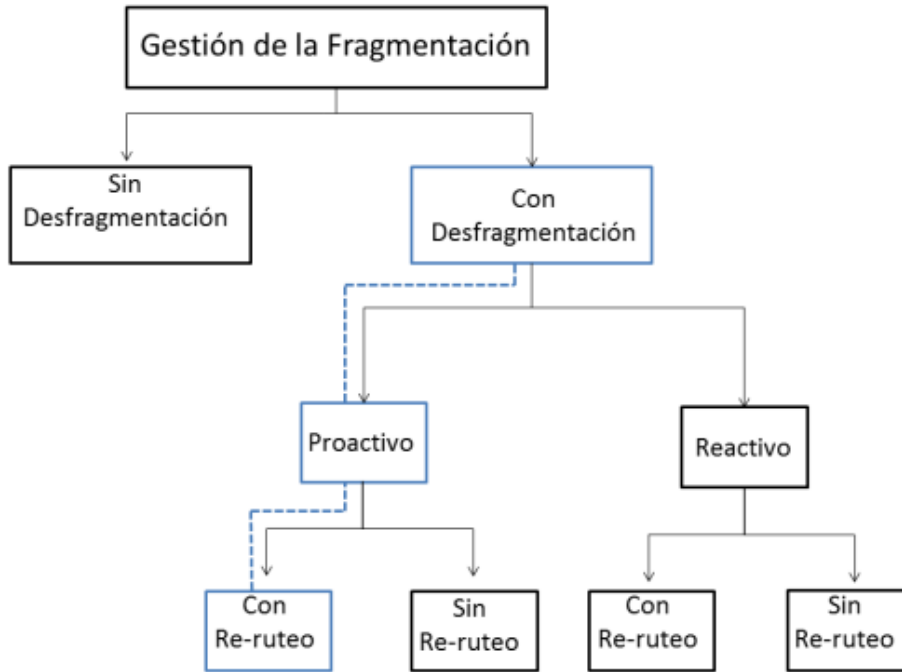 Gestión de la Fragmentación
Sin
Desfragmentación
Con
Desfragmentación
Proactivo
Reactivo
Con
Re-ruteo
Sin
Re-ruteo
Con
Re-ruteo
Sin
Re-ruteo